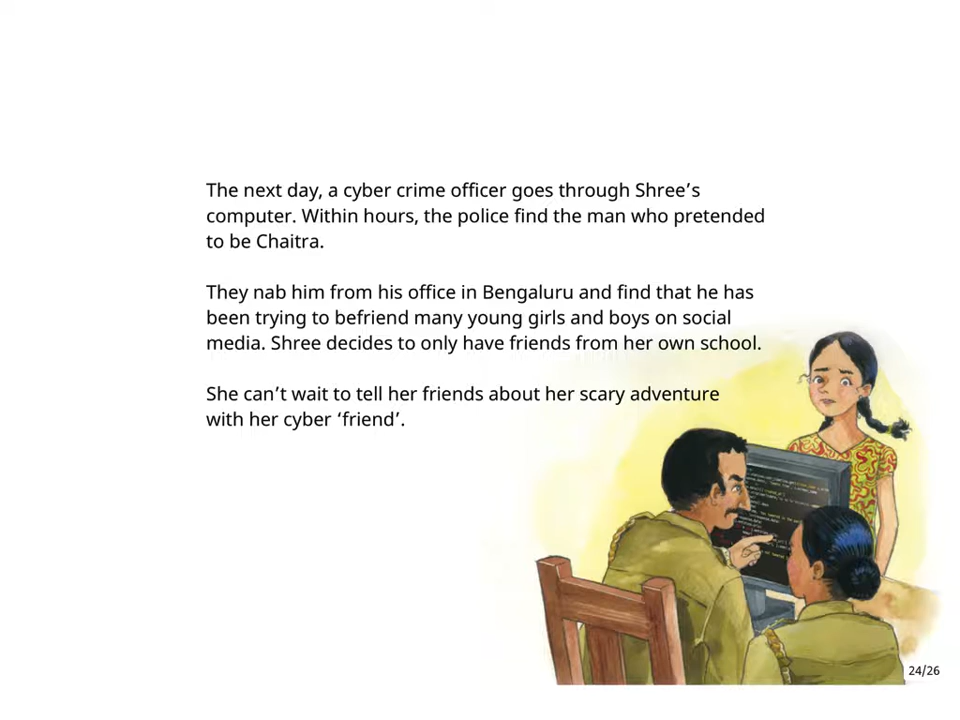 The next day, a cyber crime officer goes through Shree’s
computer. Within hours, the police find the man who pretended
to be Chaitra.
They nab him from his office in Bengaluru and find that he has
been trying to befriend many young girls and boys on social
media. Shree decides to only have friends from her own school.
She can’t wait to tell her friends about her scary adventure
with her cyber ‘friend’.
24/26